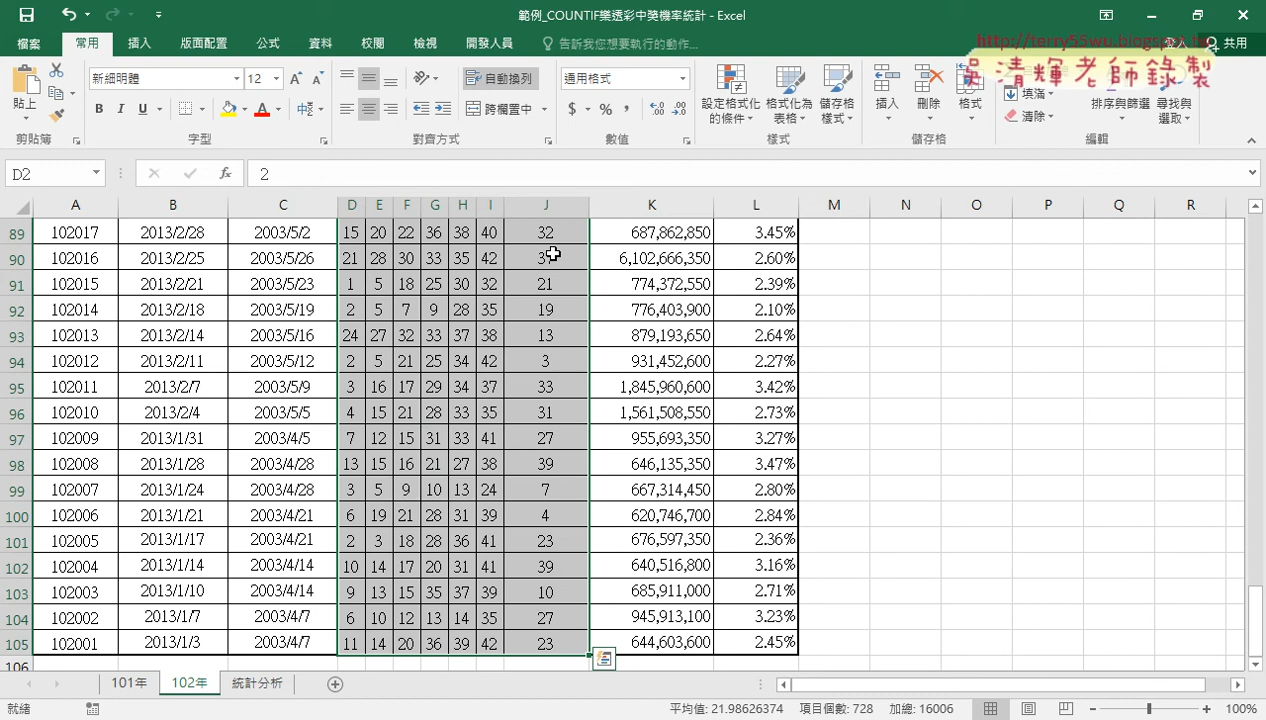 範例_COUNTIF樂透彩中獎機率統計 - Excel
檔案 常用 插入 版面配置 公式 資料 校閱 檢視 開發人員 告訴我您想要執行的動作... 登入 共用
http://terry55wu.blogspot.tw
吳清輝老師錄製
新細明體 12 自動換列 通用格式 插入 刪除 格式
貼上 跨欄置中 設定格式化的條件 格式化為表格 儲存格樣式 填滿 清除 排序與篩選 尋找與選取
剪貼簿 字型 對齊方式 數值 樣式 儲存格 編輯
D2 fx 2
A B C D E F G H I J K L M N O P Q R
89 102017 2013/2/28 2003/5/2 15 20 22 36 38 40 32 687,862,850 3.45%
90 102016 2013/2/25 2003/5/26 21 28 30 33 35 42 6,102,666,350 2.60%
91 102015 2013/2/21 2003/5/23 1 5 18 25 30 32 21 774,372,550 2.39%
92 102014 2013/2/18 2003/5/19 2 5 7 9 28 35 19 776,403,900 2.10%
93 102013 2013/2/14 2003/5/16 24 27 32 33 37 38 13 879,193,650 2.64%
94 102012 2013/2/11 2003/5/12 2 5 21 25 34 42 3 931,452,600 2.27%
95 102011 2013/2/7 2003/5/9 3 16 17 29 34 37 33 1,845,960,600 3.42%
96 102010 2013/2/4 2003/5/5 4 15 21 28 33 35 31 1,561,508,550 2.73%
97 102009 2013/1/31 2003/4/5 7 12 15 31 33 41 27 955,693,350 3.27%
98 102008 2013/1/28 2003/4/28 13 15 16 21 27 38 39 646,135,350 3.47%
99 102007 2013/1/24 2003/4/28 3 5 9 10 13 24 7 667,314,450 2.80%
100 102006 2013/1/21 2003/4/21 6 19 21 28 31 39 4 620,746,700 2.84%
101 102005 2013/1/17 2003/4/21 2 3 18 28 36 41 23 676,597,350 2.36%
102 102004 2013/1/14 2003/4/14 10 14 17 20 31 41 39 640,516,800 3.16%
103 102003 2013/1/10 2003/4/14 9 13 15 35 37 39 10 685,911,000 2.71%
104 102002 2013/1/7 2003/4/7 6 10 12 13 14 35 27 945,913,100 3.23%
105 102001 2013/1/3 2003/4/7 11 14 20 36 39 42 23 644,603,600 2.45%
106
101年 102年 統計分析
就緒 平均值: 21.98626374 項目個數: 728 加總: 16006 100%